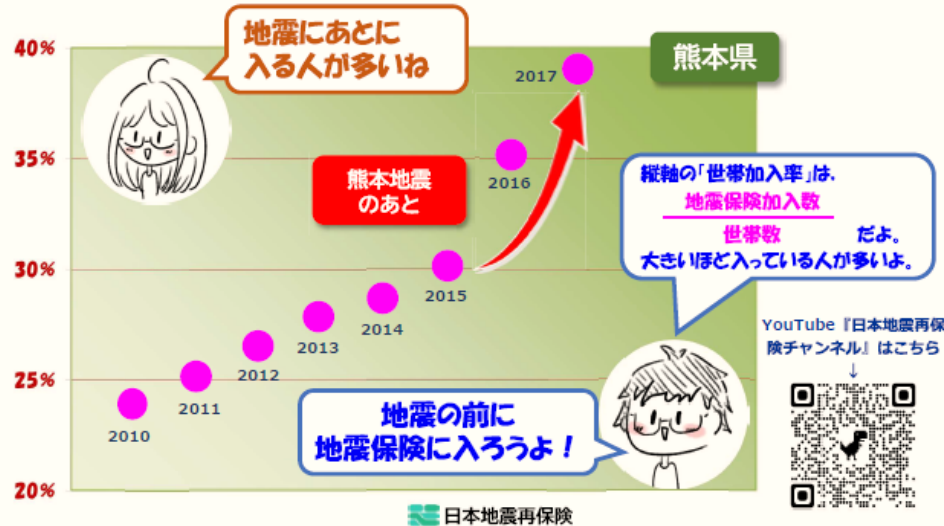 地震にあとに
入る人が多いね
熊本県
40%
35%
30%
25%
20%
2017
2016
2015
2014
2013
2012
2011
2010
熊本地震
のあと
縦軸の「世帯加入率」は、
地震保険加入数
世帯数 だよ。
大きいほど入っている人が多いよ。
YouTube『日本地震再保
険チャンネル』はこちら
↓
地震の前に
地震保険に入ろうよ！
日本地震再保険